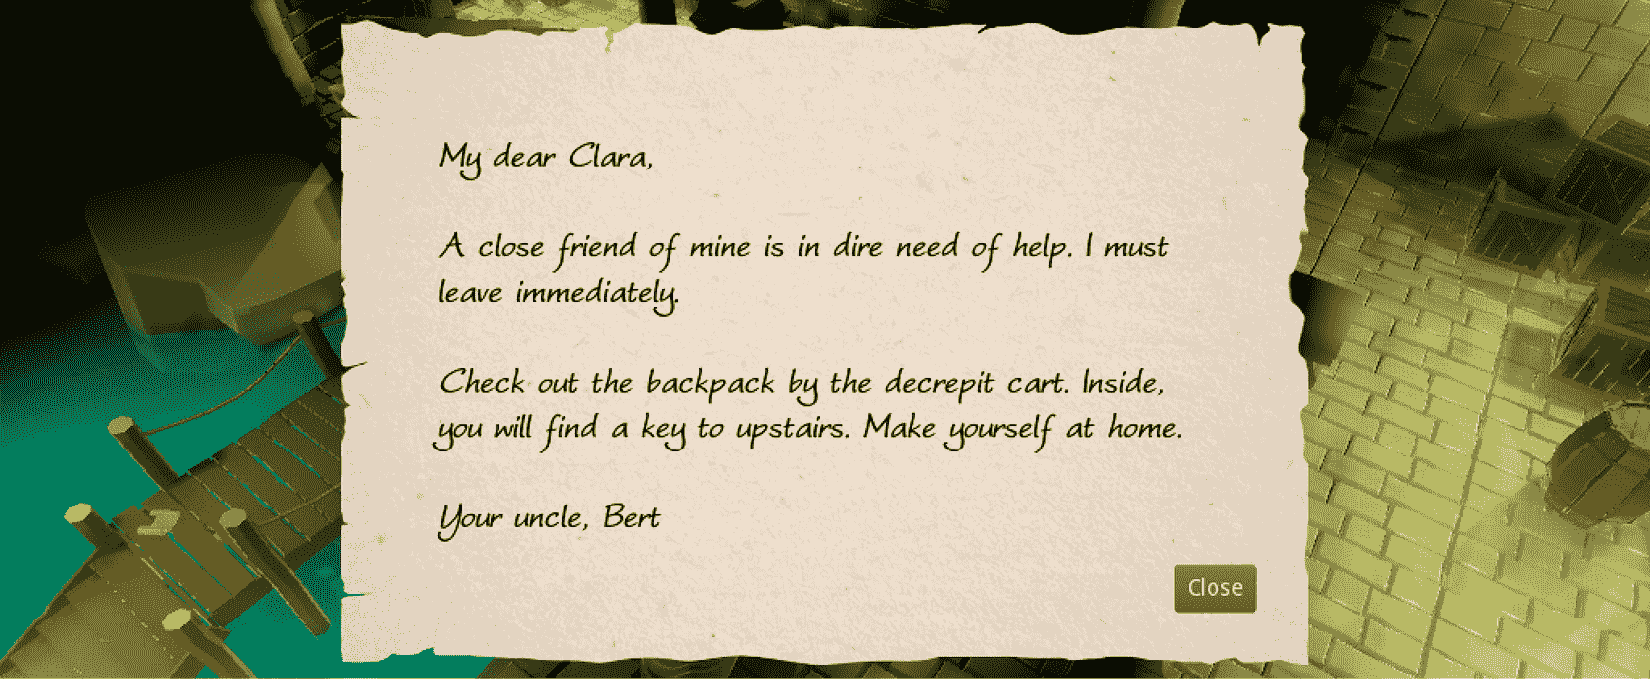 My dear Clara,
A close friend of mine is in dire need of help. I must
leave immediately.
Check out the backpack by the decrepit cart. Inside,
you will find a key to upstairs. Make yourself at home.
Your uncle, Bert
Close